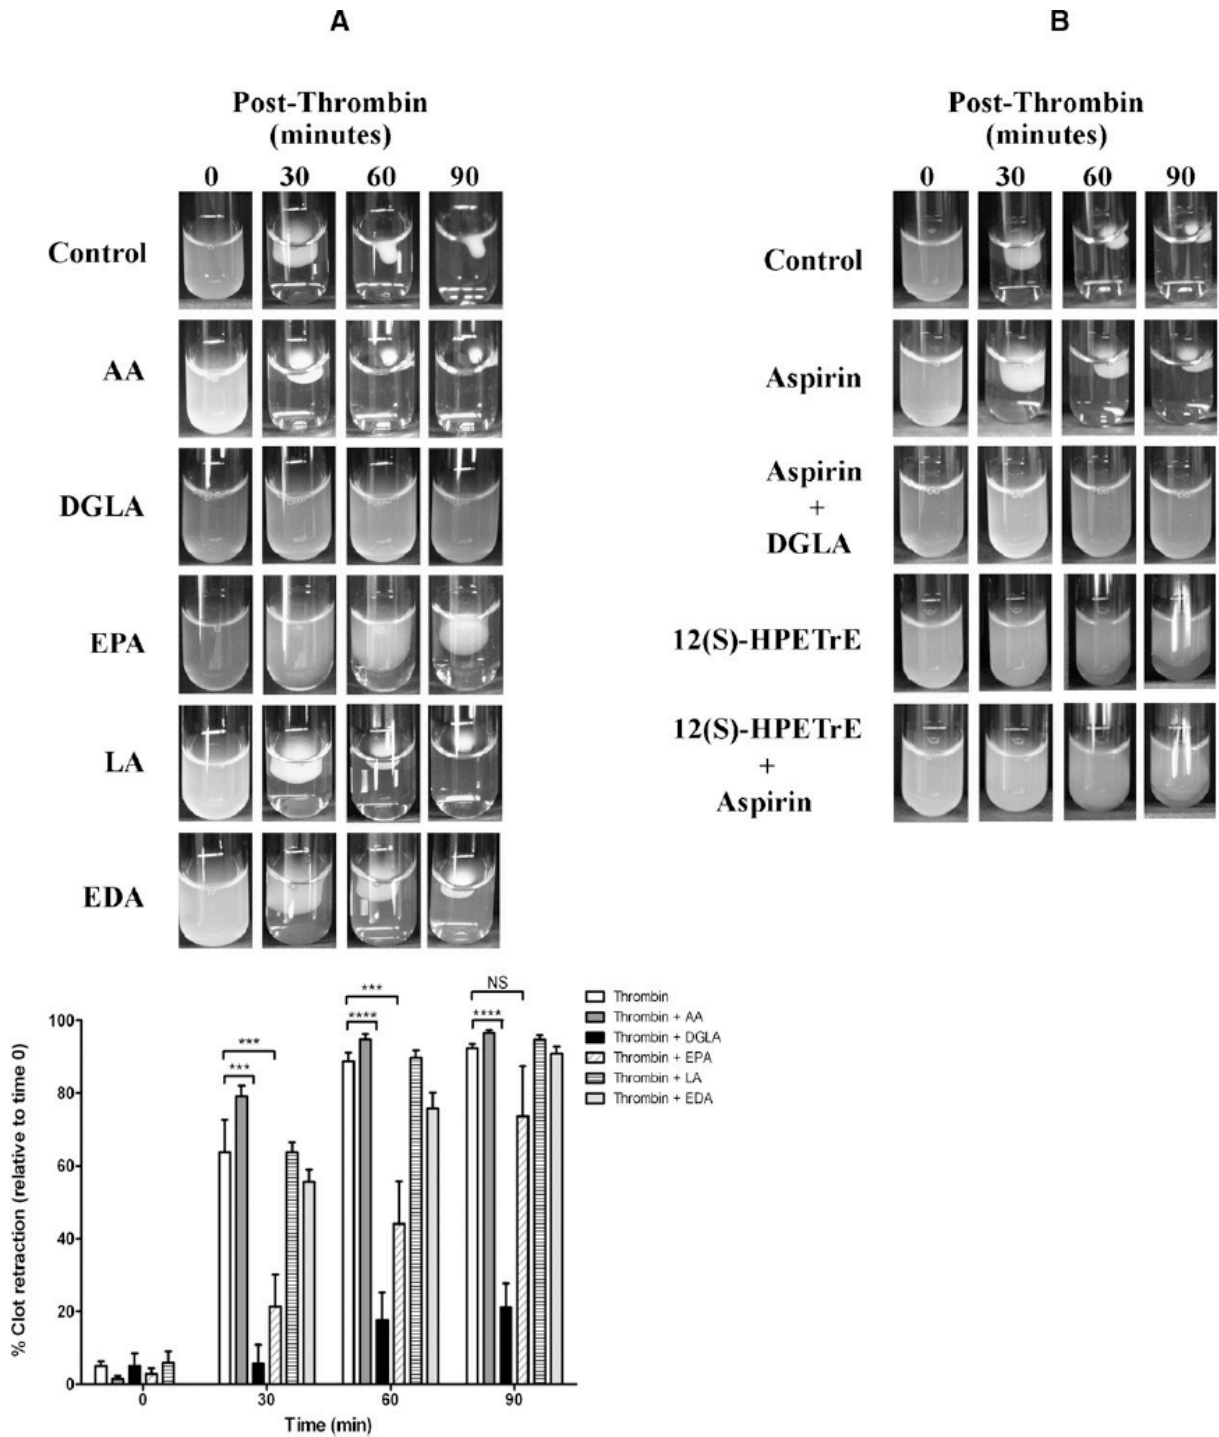 A
Post-Thrombin
(minutes)
0 30 60 90
Control
AA
DGLA
EPA
LA
EDA
B
Post-Thrombin
(minutes)
0 30 60 90
Control
Aspirin
Aspirin
+
DGLA
12(S)-HPETrE
12(S)-HPETrE
+
Aspirin
% Clot retraction (relative to time 0)
100
80
60
40
20
0
***
***
***
****
NS
****
0 30 60 90
Time (min)
Thrombin
Thrombin + AA
Thrombin + DGLA
Thrombin + EPA
Thrombin + LA
Thrombin + EDA